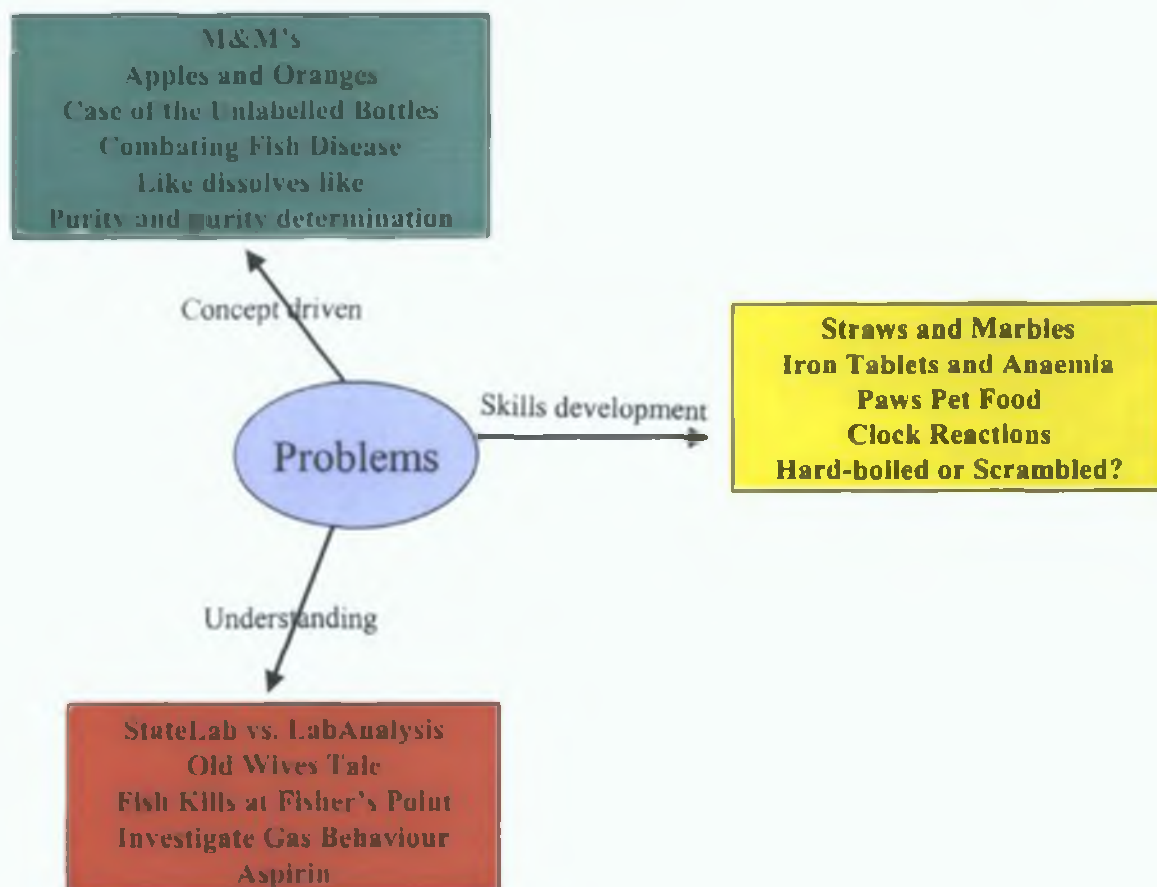 M&M's
Apples and Oranges
Case of the Unlabelled Bottles
Combating Fish Disease
Like dissolves like
Purity and purity determination
Concept driven
Problems
Skills development
Straws and Marbles
Iron Tablets and Anaemia
Paws Pet Food
Clock Reactions
Hard-boiled or Scrambled?
Understanding
StateLab vs. LabAnalysis
Old Wives Tale
Fish Kills at Fisher's Point
Investigate Gas Behaviour
Aspirin